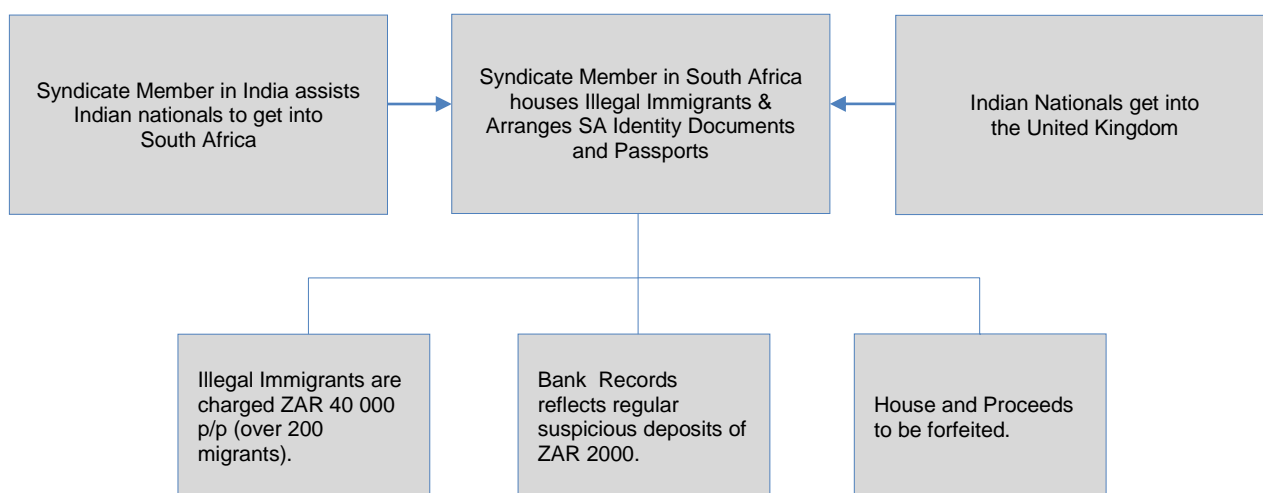 Syndicate Member in India assists
Indian nationals to get into
South Africa
Syndicate Member in South Africa
houses Illegal Immigrants &
Arranges SA Identity Documents
and Passports
Indian Nationals get into
the United Kingdom
Illegal Immigrants are
charged ZAR 40 000
p/p (over 200
migrants).
Bank Records
reflects regular
suspicious deposits of
ZAR 2000.
House and Proceeds
to be forfeited.